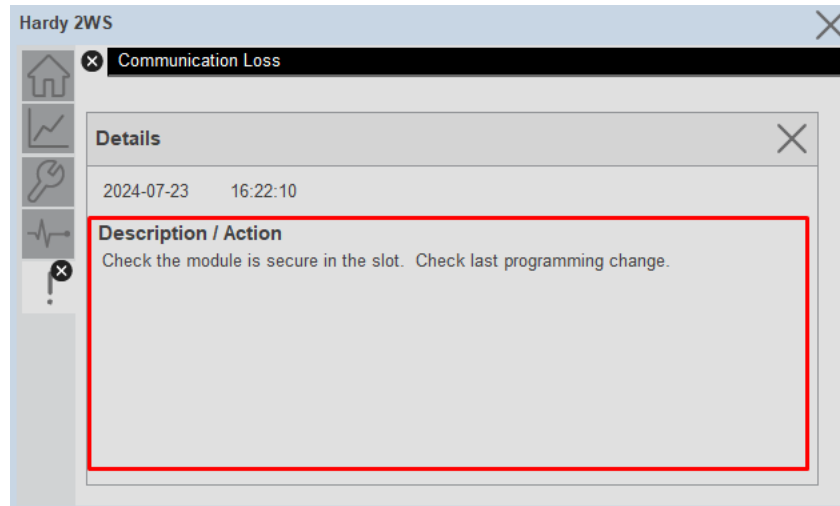 Hardy 2WS
Communication Loss
Details
2024-07-23 16:22:10
Description / Action
Check the module is secure in the slot. Check last programming change.